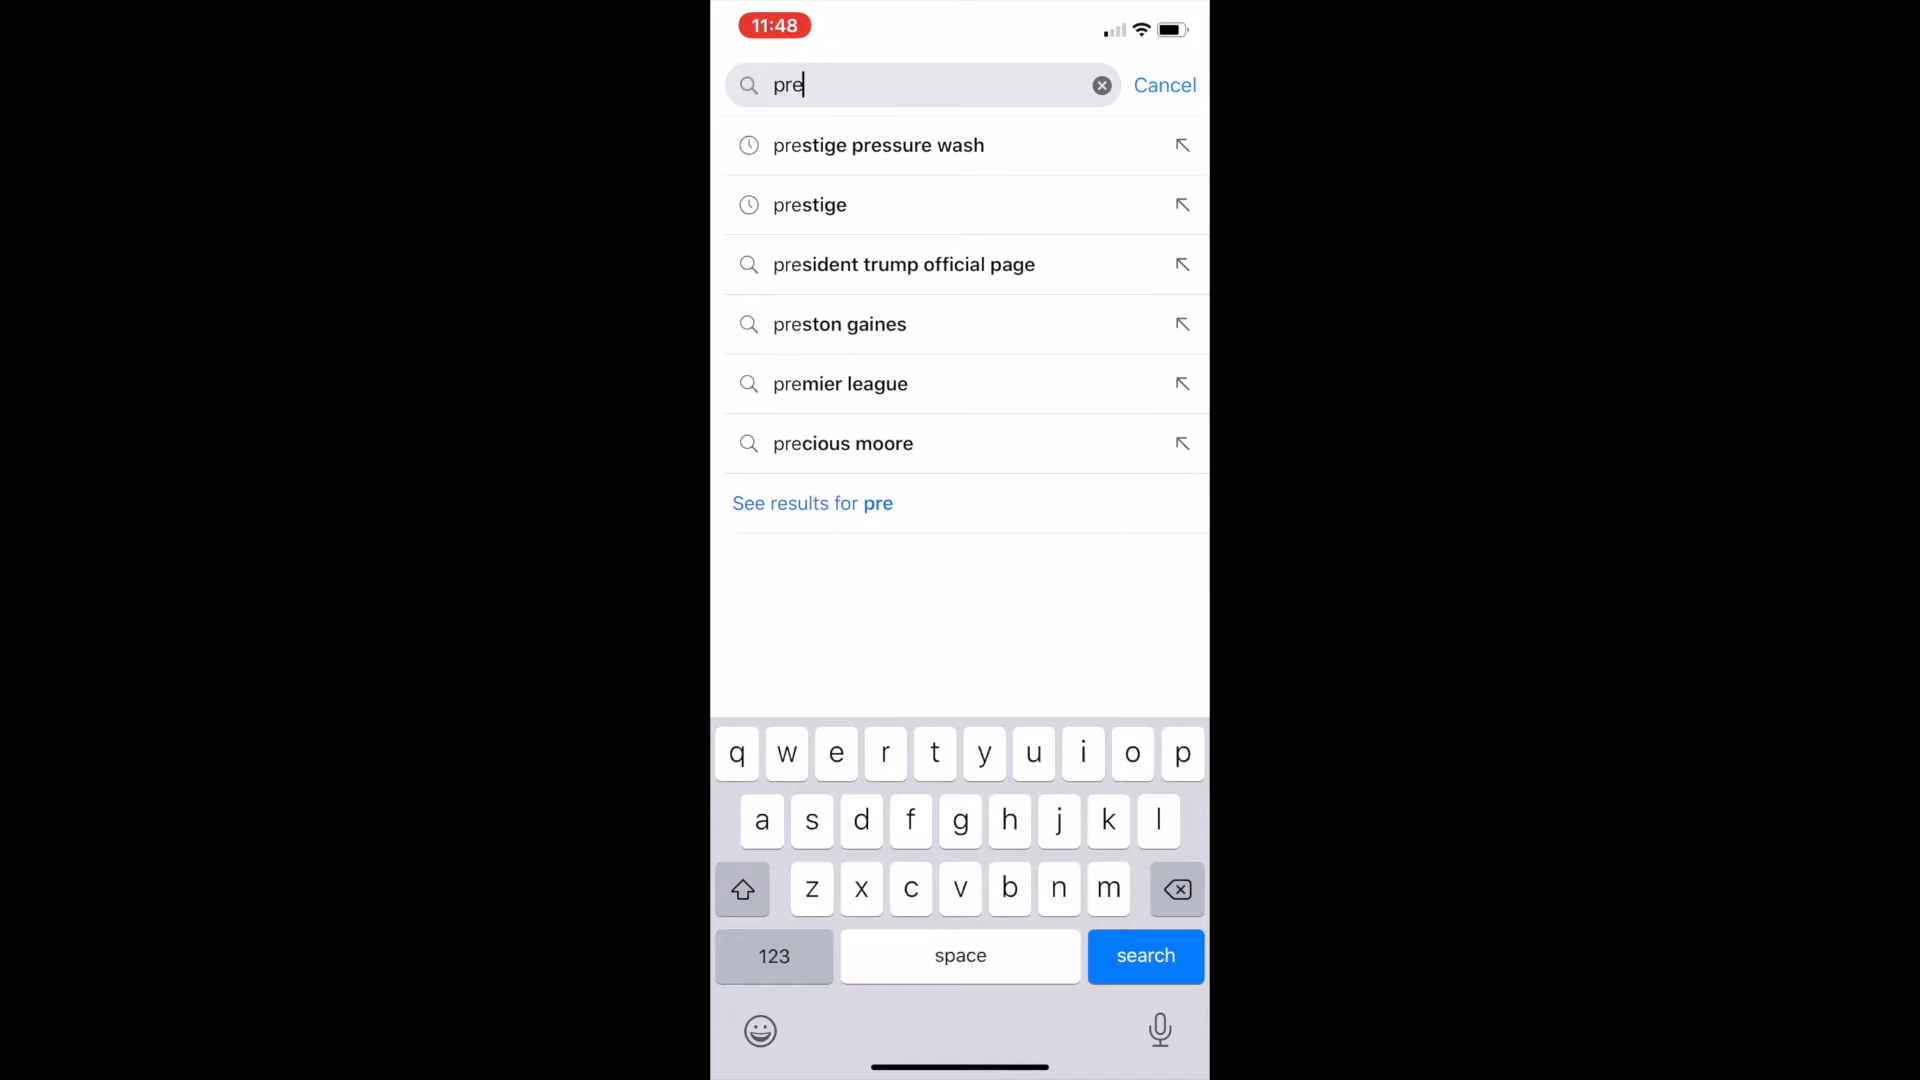 11:48
pre
Cancel
prestige pressure wash
prestige
president trump official page
preston gaines
premier league
precious moore
See results for pre
q w e r t y u i o p
a s d f g h j k l
z x c v b n m
123 space search